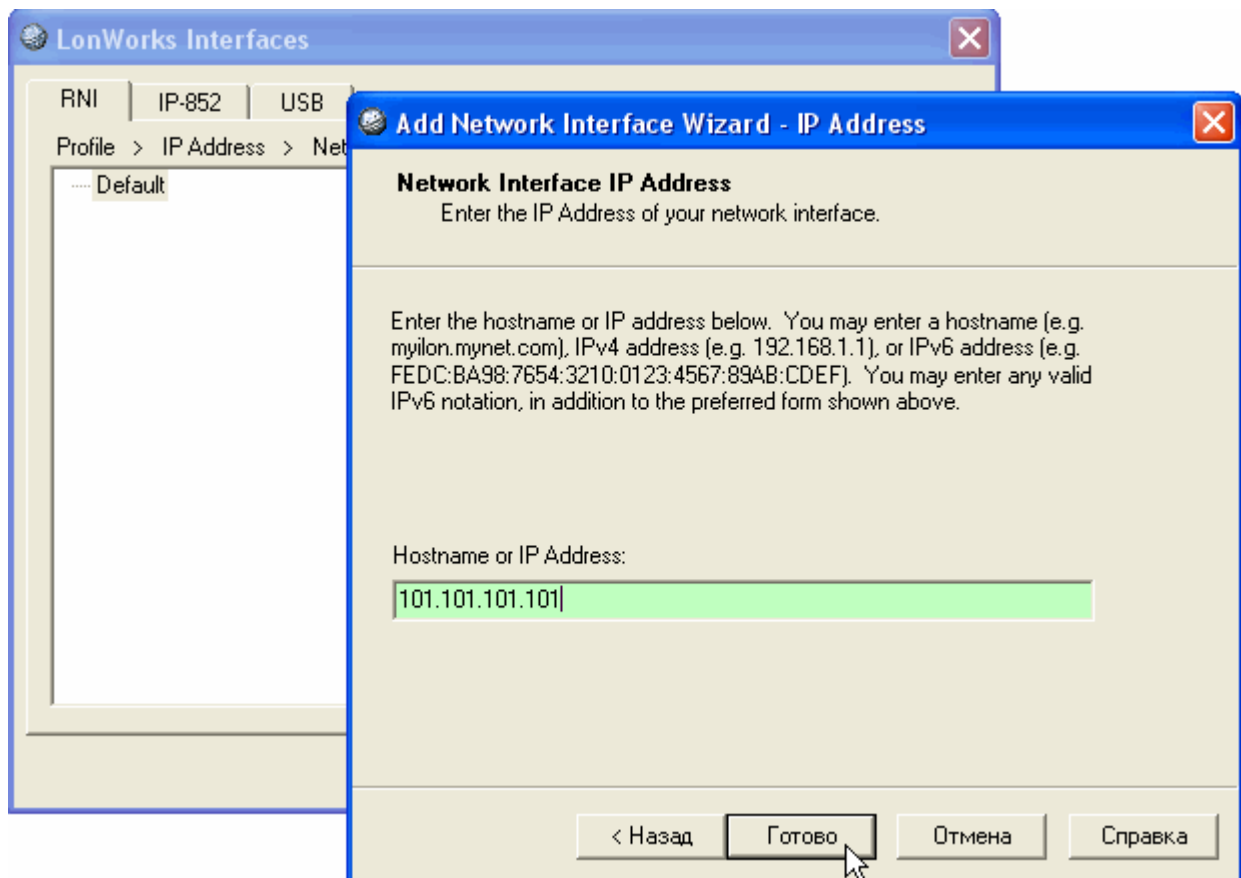 LonWorks Interfaces
RNI
IP-852
USB
Profile > IP Address >
Default
Add Network Interface Wizard - IP Address
Network Interface IP Address
Enter the IP Address of your network interface.
Enter the hostname or IP address below. You may enter a hostname (e.g.
myilon.mynet.com), IPv4 address (e.g. 192.168.1.1), or IPv6 address (e.g.
FEDC:BA98:7654:3210:0123:4567:89AB:CDEF). You may enter any valid
IPv6 notation, in addition to the preferred form shown above.
Hostname or IP Address:
101.101.101.101
< Назад
Готово
Отмена
Справка